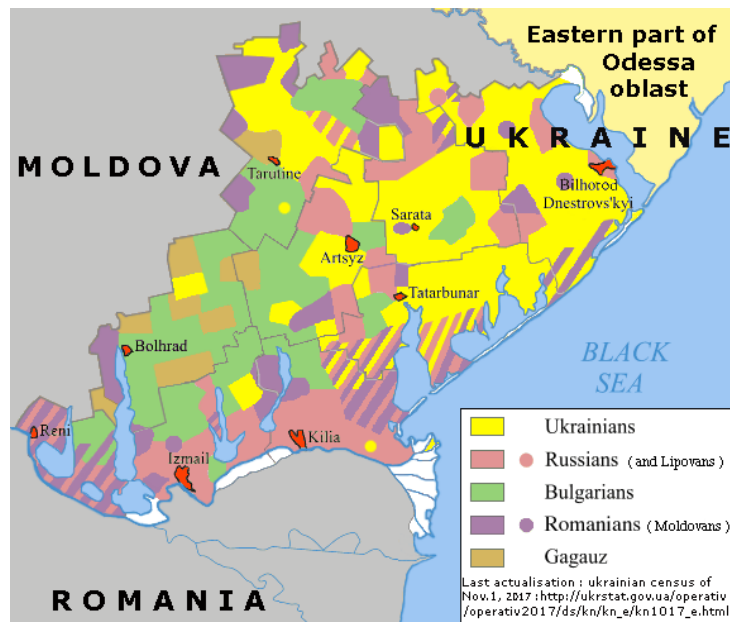 Eastern part of
Odessa
oblast
UKRAINE
MOLDOVA
Tarutine
Bilhorod
Dnestrovs'kyi
Sarata
Artsyz
Tatarbunar
Bolhrad
BLACK
SEA
Reni
Izmail
Kilia
Ukrainians
Russians (and Lipovans)
Bulgarians
Romanians (Moldovans)
Gagauz
Last actualisation : ukrainian census of
Nov.1, 2017 :http://ukrstat.gov.ua/operativ
/operativ2017/ds/kn/kn_e/kn1017_e.html
ROMANIA